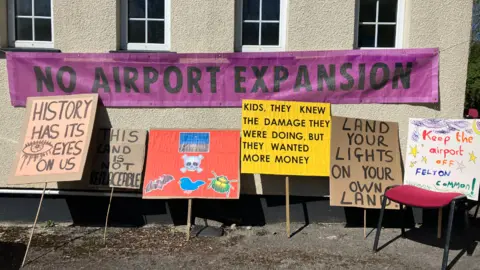 NO AIRPORT EXPANSION
HISTORY
HAS ITS
EYES
ON US
THIS
LAND
IS NOT
REPLACEABLE
KIDS, THEY KNEW
THE DAMAGE THEY
WERE DOING, BUT
THEY WANTED
MORE MONEY
LAND
YOUR
LIGHTS
ON YOUR
OWN
LAND.
Keep the
airport
off
FELTON
Common!